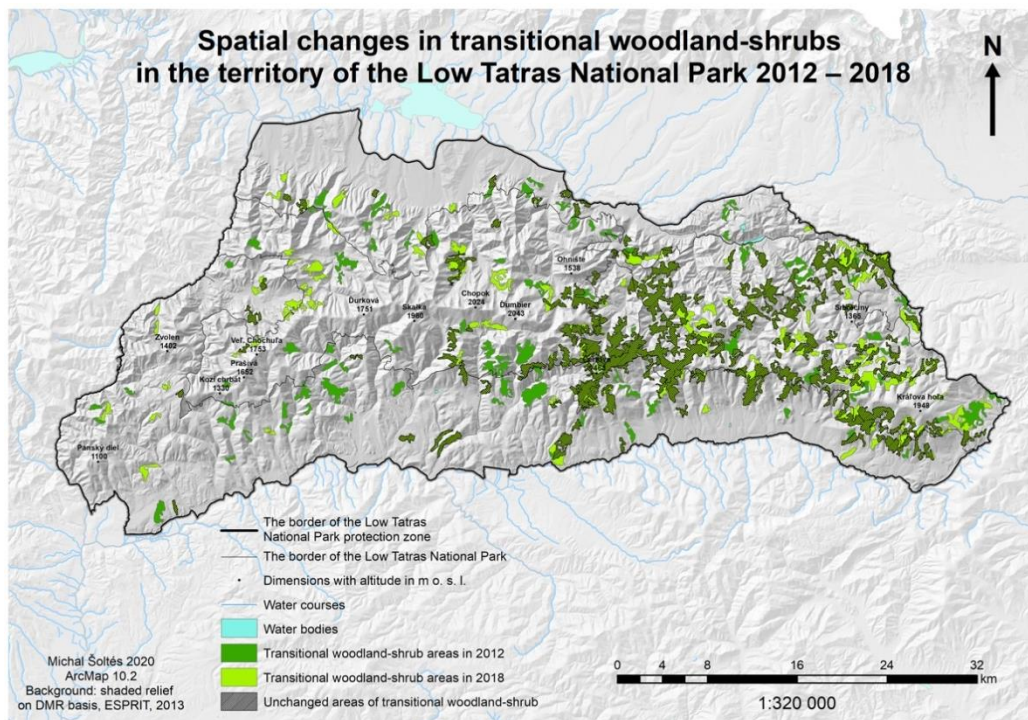 Spatial changes in transitional woodland-shrubs
in the territory of the Low Tatras National Park 2012 – 2018
N
Ohnište
1538
Chopok
2024
Ďumbier
2043
Ďurková
1751
Skalka
1980
Zvolen
1402
Veľ. Chochuľa
1753
Prašivá
1652
Kozí chrbát
1330
Panský diel
1100
1365
Kráľova hoľa
1948
The border of the Low Tatras
National Park protection zone
The border of the Low Tatras National Park
Dimensions with altitude in m o. s. l.
Water courses
Water bodies
Transitional woodland-shrub areas in 2012
Transitional woodland-shrub areas in 2018
Unchanged areas of transitional woodland-shrub
Michal Šoltés 2020
ArcMap 10.2
Background: shaded relief
on DMR basis, ESPRIT, 2013
0 4 8 16 24 32
km
1:320 000